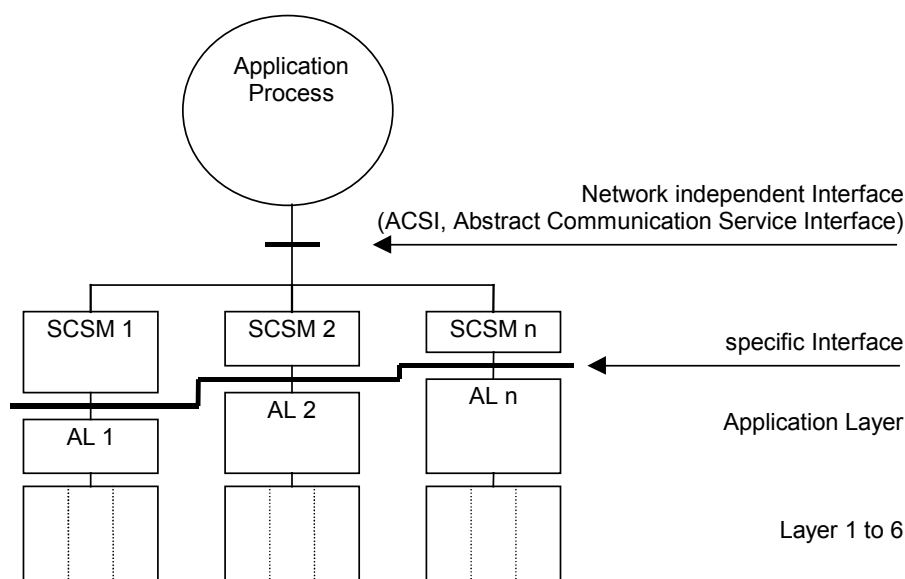 Application
Process
Network independent Interface
(ACSI, Abstract Communication Service Interface)
SCSM 1
SCSM 2
SCSM n
specific Interface
AL 1
AL 2
AL n
Application Layer
Layer 1 to 6